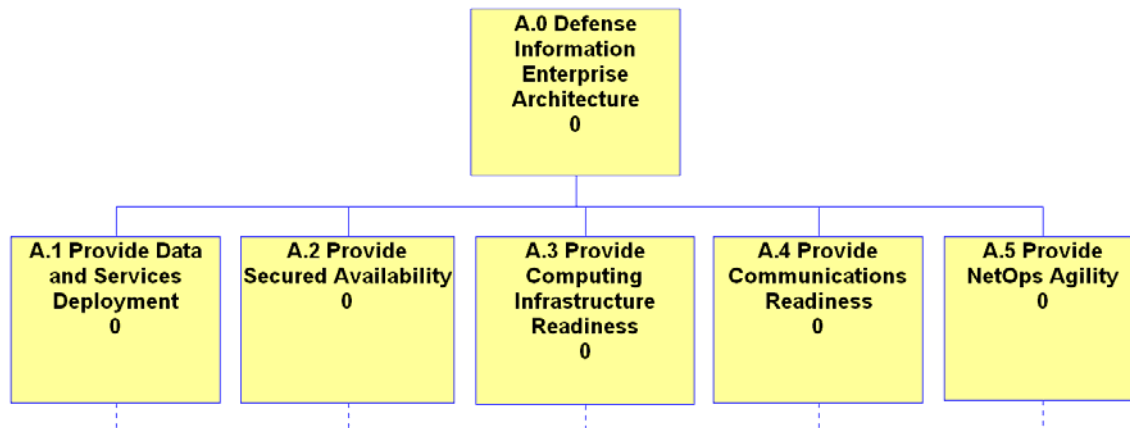 A.0 Defense
Information
Enterprise
Architecture
0
A.1 Provide Data
and Services
Deployment
0
A.2 Provide
Secured Availability
0
A.3 Provide
Computing
Infrastructure
Readiness
0
A.4 Provide
Communications
Readiness
0
A.5 Provide
NetOps Agility
0